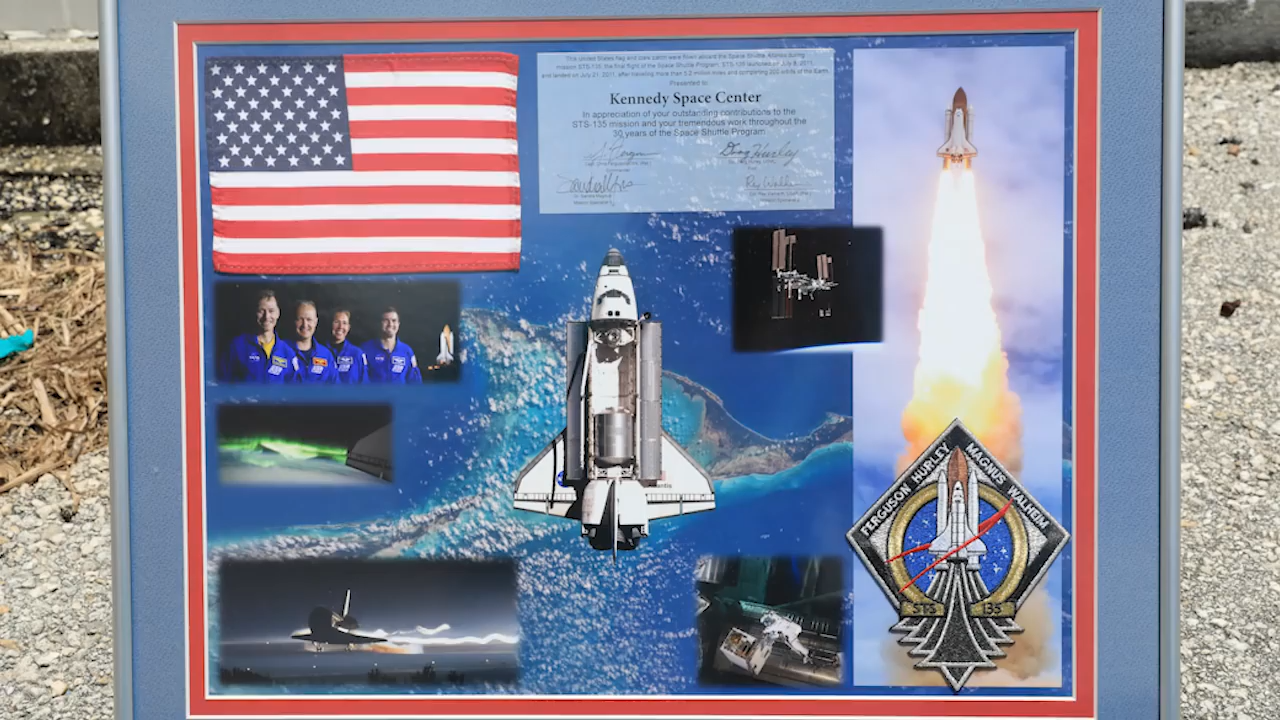 This United States flag and crew patch were flown aboard the Space Shuttle Atlantis during
mission STS-135, the final flight of the Space Shuttle Program. STS-135 launched on July 8, 2011,
and landed on July 21, 2011, after traveling more than 5.2 million miles and completing 200 orbits of the Earth.
Presented to
Kennedy Space Center
In appreciation of your outstanding contributions to the
STS-135 mission and your tremendous work throughout the
30 years of the Space Shuttle Program
FERGUSON HURLEY MAGNUS WALHEIM
STS 135